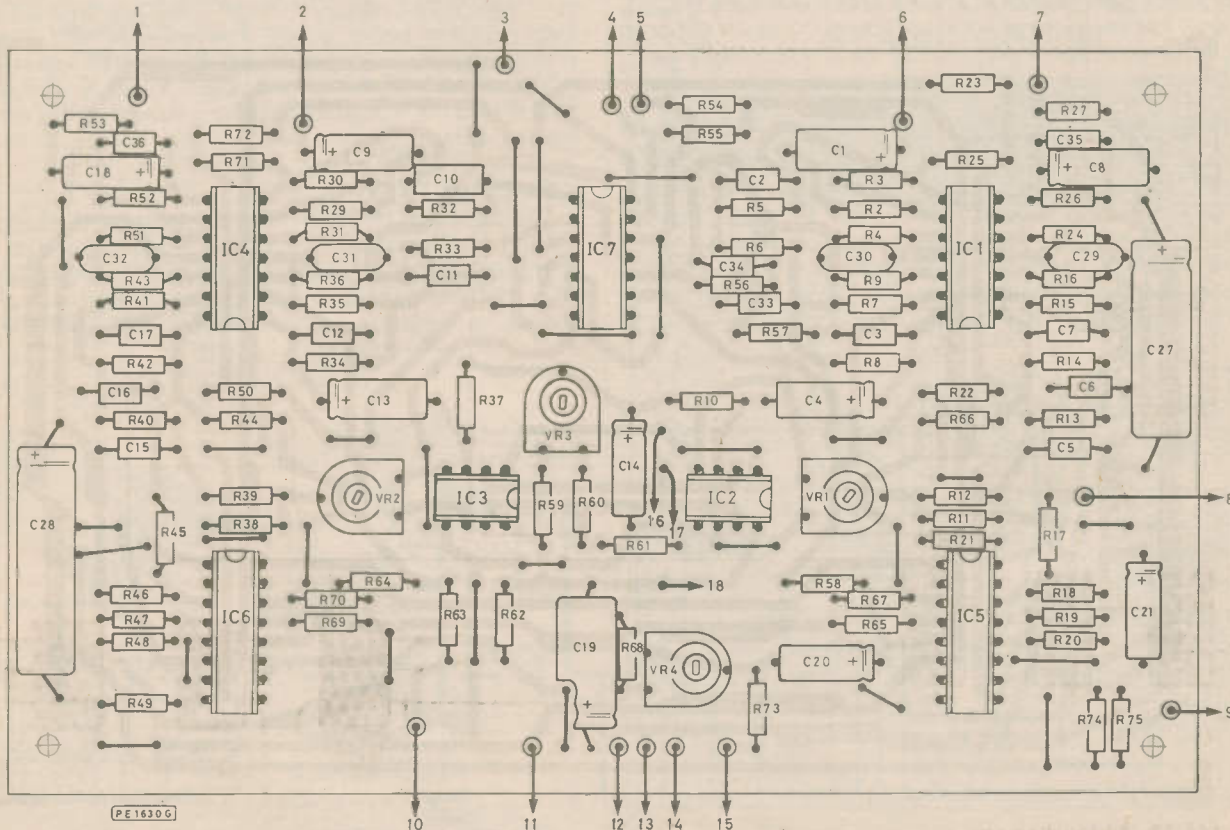 1 2 3 4 5 6 7
R23
R53 R72 R54 R27
C36 C9 R55 C1 C35
C18 R71 R25 C8
R30 C10 C2 R3
R52 R29 R32 R5 R2 R26
R51 IC4 R31 IC7 R6 R4 IC1 R24
C32 C31 R33 C34 C30 C29
R43 R36 C11 R56 R9 R16
R41 R35 C33 R7 R15
C17 C12 R57 C3 C7 C27
R42 R34 R8 R14
C16 R50 C13 R37 R10 C4 R22 C6
R40 R44 VR3 R66 R13
C15 C14 C5
R39 VR2 IC3 R59 R60 IC2 VR1 R12 8
C28 R45 R38 16 17 R11 R17
R61 R21
R46 R64 18 R58 R18
R47 R70 R63 R62 R67 R19 C21
R48 IC6 R69 C19 R68 R65 IC5 R20
VR4 C20
R49 R73 R74 R75 9
PE1630G
10 11 12 13 14 15
+ + + + + + + + + + + +